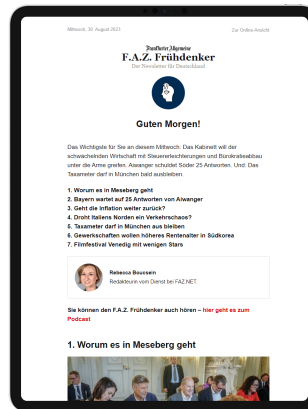 Mittwoch, 30. August 2023
Zur Online-Ansicht
Frankfurter Allgemeine
F.A.Z. Frühdenker
Der Newsletter für Deutschland
Guten Morgen!
Das Wichtigste für Sie an diesem Mittwoch: Das Kabinett will der
schwächelnden Wirtschaft mit Steuererleichterungen und Bürokratieabbau
unter die Arme greifen. Aiwanger schuldet Söder 25 Antworten. Und: Das
Taxameter darf in München bald ausbleiben.
1. Worum es in Meseberg geht
2. Bayern wartet auf 25 Antworten von Aiwanger
3. Geht die Inflation weiter zurück?
4. Droht Italiens Norden ein Verkehrschaos?
5. Taxameter darf in München aus bleiben
6. Gewerkschaften wollen höheres Rentenalter in Südkorea
7. Filmfestival Venedig mit wenigen Stars
Rebecca Boucsein
Redakteurin vom Dienst bei FAZ.NET.
Sie können den F.A.Z. Frühdenker auch hören – hier geht es zum
Podcast
1. Worum es in Meseberg geht